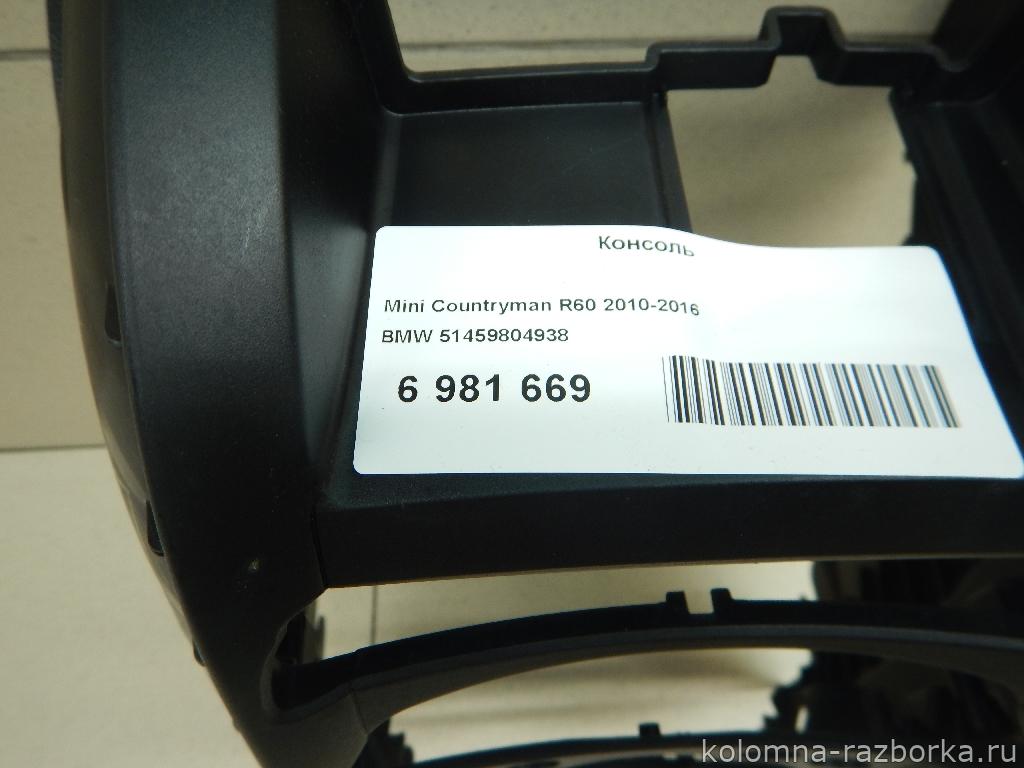 Консоль
Mini Countryman R60 2010-2016
BMW 51459804938
6 981 669
kolomna-razborka.ru